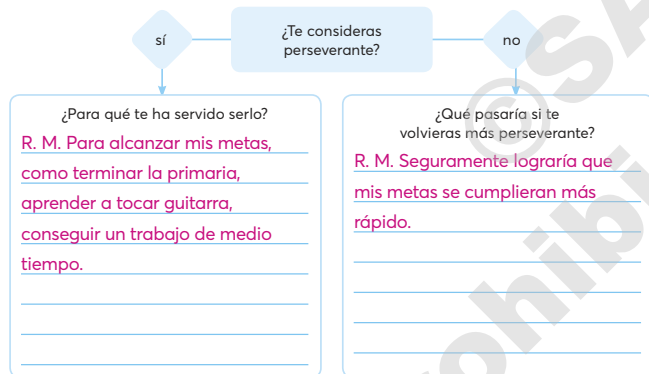 ¿Te consideras
perseverante?
sí
no
¿Para qué te ha servido serlo?
R. M. Para alcanzar mis metas,
como terminar la primaria,
aprender a tocar guitarra,
conseguir un trabajo de medio
tiempo.
¿Qué pasaría si te
volvieras más perseverante?
R. M. Seguramente lograría que
mis metas se cumplieran más
rápido.